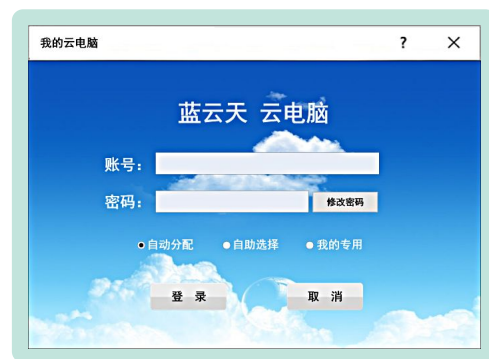 我的云电脑 ? ×
蓝云天 云电脑
账号：
密码： 修改密码
自动分配 自助选择 我的专用
登 录 取 消